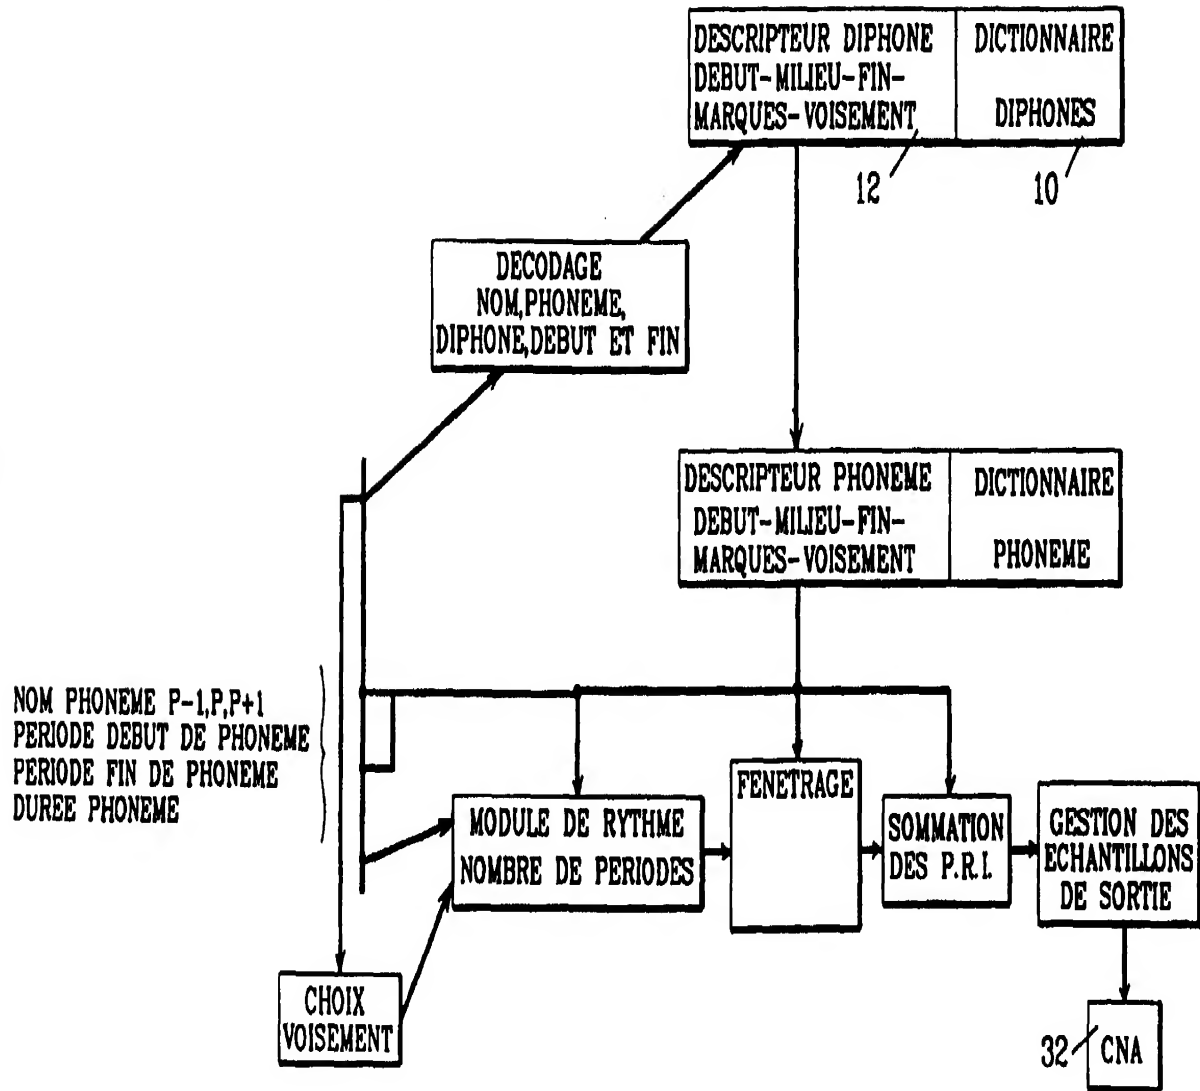 DESCRIPTEUR DIPHONE
DEBUT-MILIEU-FIN-
MARQUES-VOISEMENT
DICTIONNAIRE
DIPHONES
12
10
DECODAGE
NOM,PHONEME,
DIPHONE,DEBUT ET FIN
DESCRIPTEUR PHONEME
DEBUT-MILIEU-FIN-
MARQUES-VOISEMENT
DICTIONNAIRE
PHONEME
NOM PHONEME P-1,P,P+1
PERIODE DEBUT DE PHONEME
PERIODE FIN DE PHONEME
DUREE PHONEME
MODULE DE RYTHME
NOMBRE DE PERIODES
FENETRAGE
SOMMATION
DES P.R.I.
GESTION DES
ECHANTILLONS
DE SORTIE
CHOIX
VOISEMENT
32
CNA